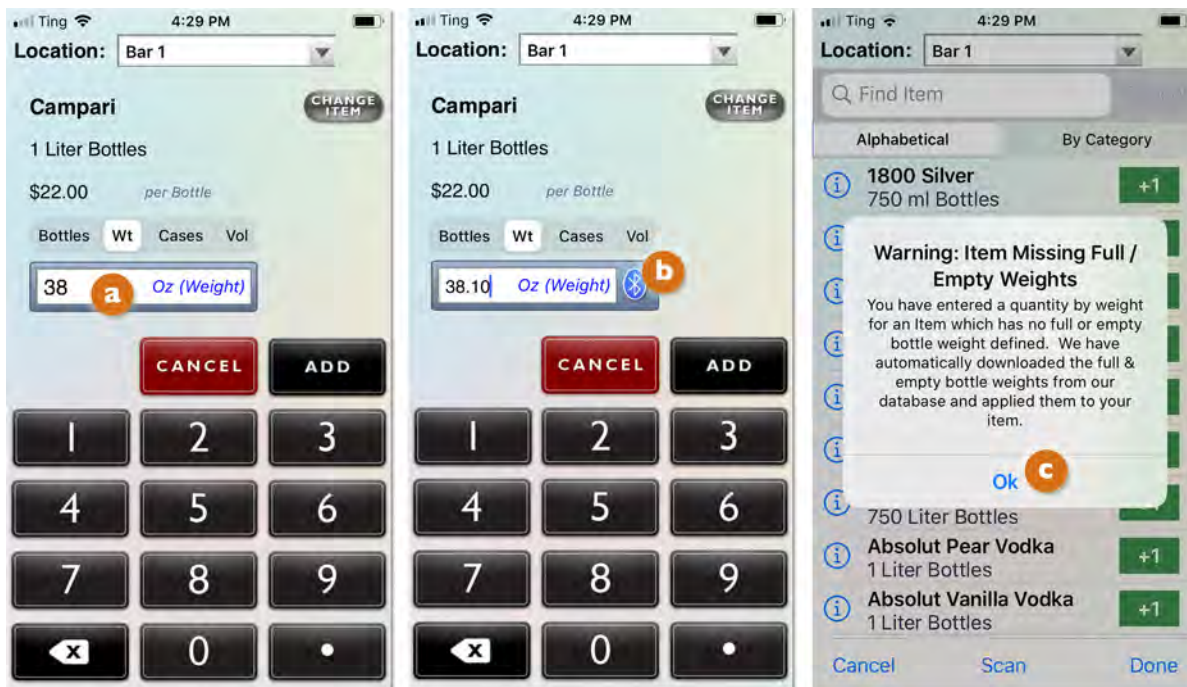 Ting 4:29 PM
Location: Bar 1
Campari
CHANGE ITEM
1 Liter Bottles
$22.00 per Bottle
Bottles Wt Cases Vol
38 a Oz (Weight)
CANCEL ADD
1 2 3
4 5 6
7 8 9
X 0 .
Ting 4:29 PM
Location: Bar 1
Campari
CHANGE ITEM
1 Liter Bottles
$22.00 per Bottle
Bottles Wt Cases Vol
38.10 Oz (Weight) b
CANCEL ADD
1 2 3
4 5 6
7 8 9
X 0 .
Ting 4:29 PM
Location: Bar 1
Find Item
Alphabetical By Category
1800 Silver
750 ml Bottles
+1
Warning: Item Missing Full /
Empty Weights
You have entered a quantity by weight
for an Item which has no full or empty
bottle weight defined. We have
automatically downloaded the full &
empty bottle weights from our
database and applied them to your
item.
Ok c
750 Liter Bottles
Absolut Pear Vodka
1 Liter Bottles
+1
Absolut Vanilla Vodka
1 Liter Bottles
+1
Cancel Scan Done